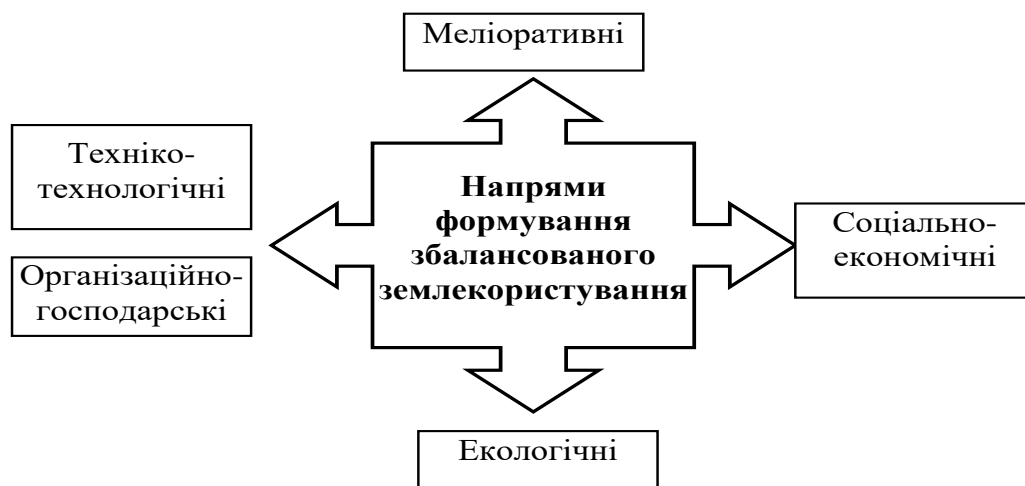 Меліоративні
Техніко-
технологічні
Організаційно-
господарські
Напрями
формування
збалансованого
землекористування
Соціально-
економічні
Екологічні